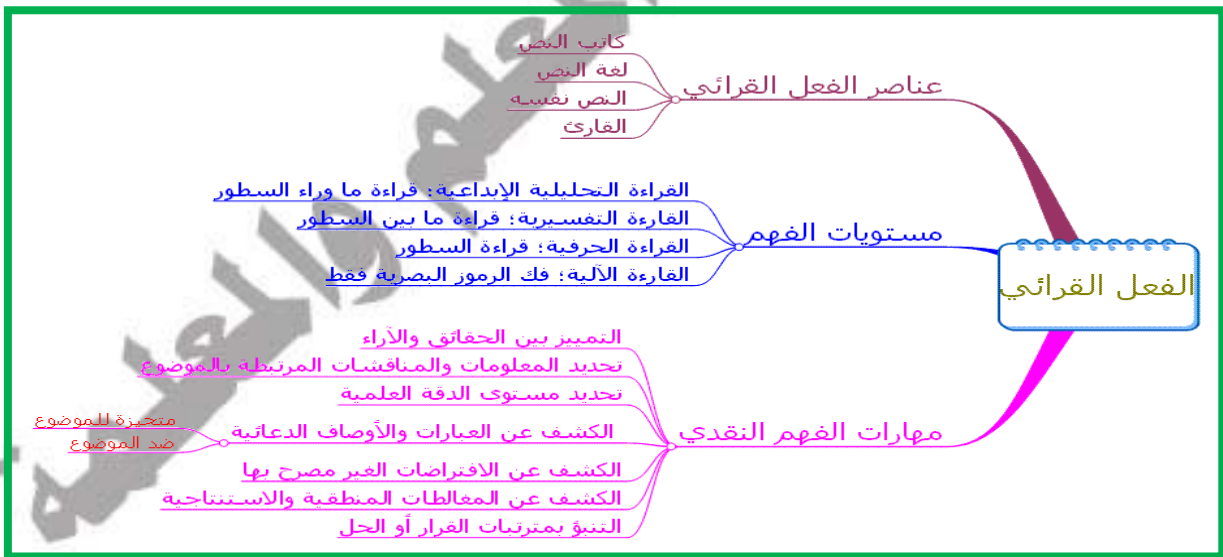 الفعل القرائي
عناصر الفعل القرائي
كاتب النص
لغة النص
النص نفسه
القارئ
مستويات الفهم
القراءة التحليلية الإبداعية: قراءة ما وراء السطور
القارءة التفسيرية؛ قراءة ما بين السطور
القراءة الحرفية؛ قراءة السطور
القارءة الآلية؛ فك الرموز البصرية فقط
مهارات الفهم النقدي
التمييز بين الحقائق والآراء
تحديد المعلومات والمناقشات المرتبطة بالموضوع
تحديد مستوى الدقة العلمية
الكشف عن العبارات والأوصاف الدعائية
متحيزة للموضوع
ضد الموضوع
الكشف عن الافتراضات الغير مصرح بها
الكشف عن المغالطات المنطقية والاستنتاجية
التنبؤ بمترتبات القرار أو الحل